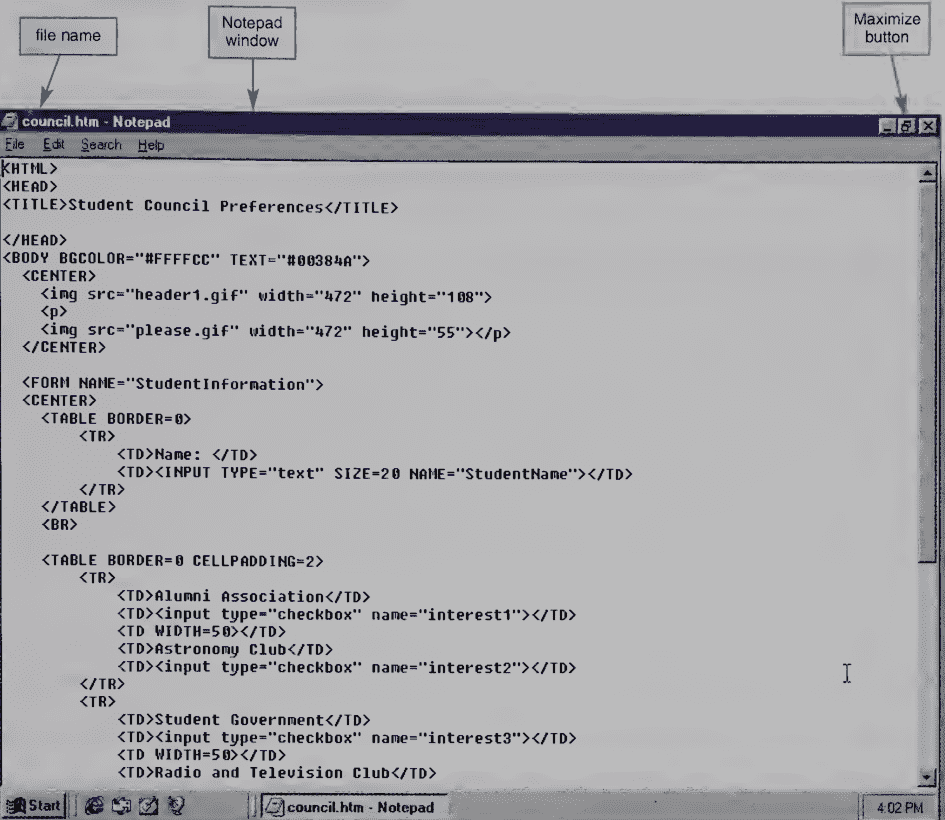 file name
Notepad
window
Maximize
button
council.htm - Notepad
File Edit Search Help
<HTML>
<HEAD>
<TITLE>Student Council Preferences</TITLE>
</HEAD>
<BODY BGCOLOR="#FFFFCC" TEXT="#00384A">
<CENTER>
<img src="header1.gif" width="472" height="108">
<p>
<img src="please.gif" width="472" height="55"></p>
</CENTER>
<FORM NAME="StudentInformation">
<CENTER>
<TABLE BORDER=0>
<TR>
<TD>Name: </TD>
<TD><INPUT TYPE="text" SIZE=20 NAME="StudentName"></TD>
</TR>
</TABLE>
<BR>
<TABLE BORDER=0 CELLPADDING=2>
<TR>
<TD>Alumni Association</TD>
<TD><input type="checkbox" name="interest1"></TD>
<TD WIDTH=50></TD>
<TD>Astronomy Club</TD>
<TD><input type="checkbox" name="interest2"></TD>
</TR>
<TR>
<TD>Student Government</TD>
<TD><input type="checkbox" name="interest3"></TD>
<TD WIDTH=50></TD>
<TD>Radio and Television Club</TD>
Start council.htm - Notepad 4:02 PM